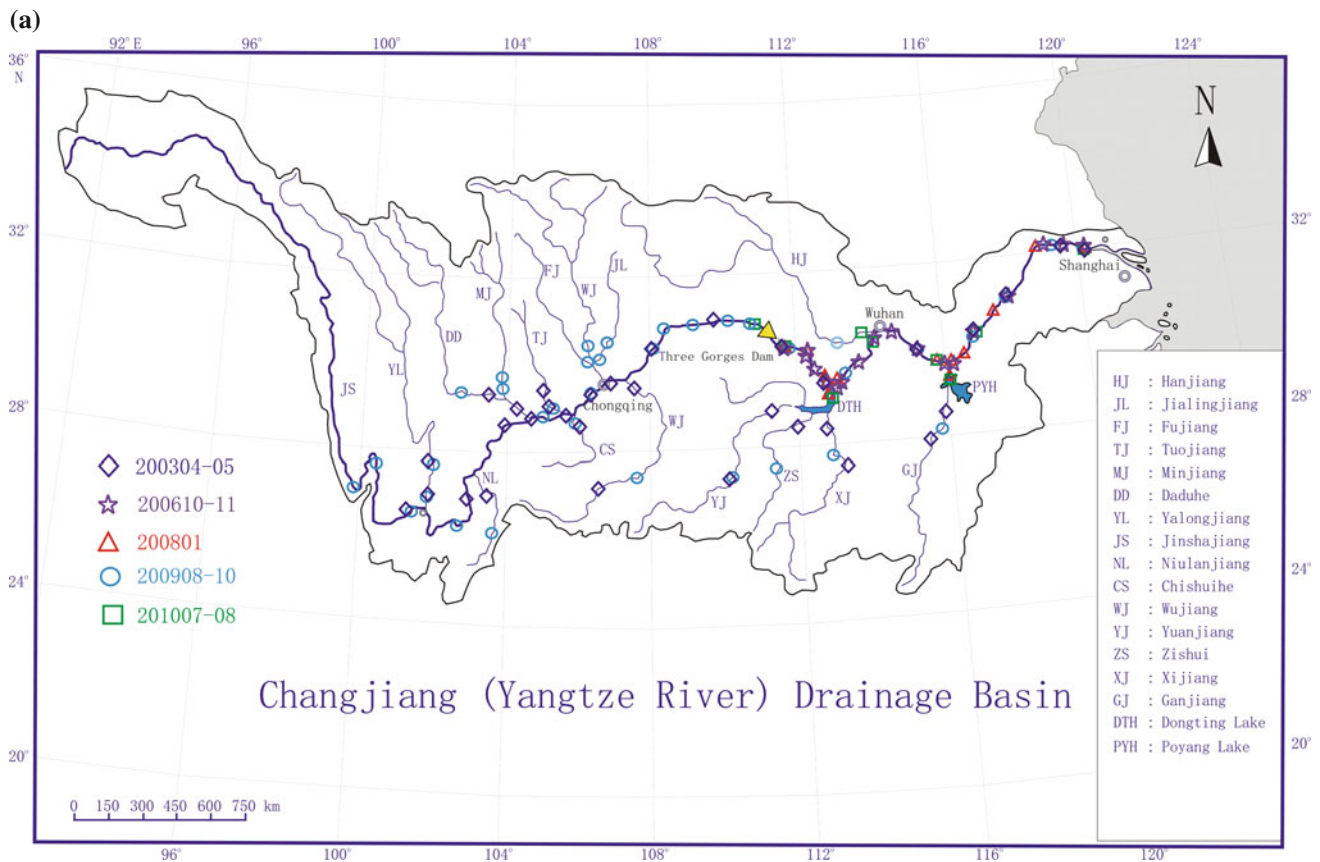 (a)
92° E 96° 100° 104° 108° 112° 116° 120° 124°
36°
N
N
32° 32°
HJ
FJ
JL
WJ
MJ
Shanghai
Wuhan
DD
TJ
YL
Three Gorges Dam
JS
Chongqing
PYH
28° 28°
DTH
WJ
CS
GJ
NL
ZS
YJ
XJ
200304-05
200610-11
200801
200908-10
201007-08
24° 24°
HJ : Hanjiang
JL : Jialingjiang
FJ : Fujiang
TJ : Tuojiang
MJ : Minjiang
DD : Daduhe
YL : Yalongjiang
JS : Jinshajiang
NL : Niulanjiang
CS : Chishuihe
WJ : Wujiang
YJ : Yuanjiang
ZS : Zishui
XJ : Xijiang
GJ : Ganjiang
DTH : Dongting Lake
PYH : Poyang Lake
Changjiang (Yangtze River) Drainage Basin
20° 20°
0 150 300 450 600 750 km
96° 100° 104° 108° 112° 116° 120°